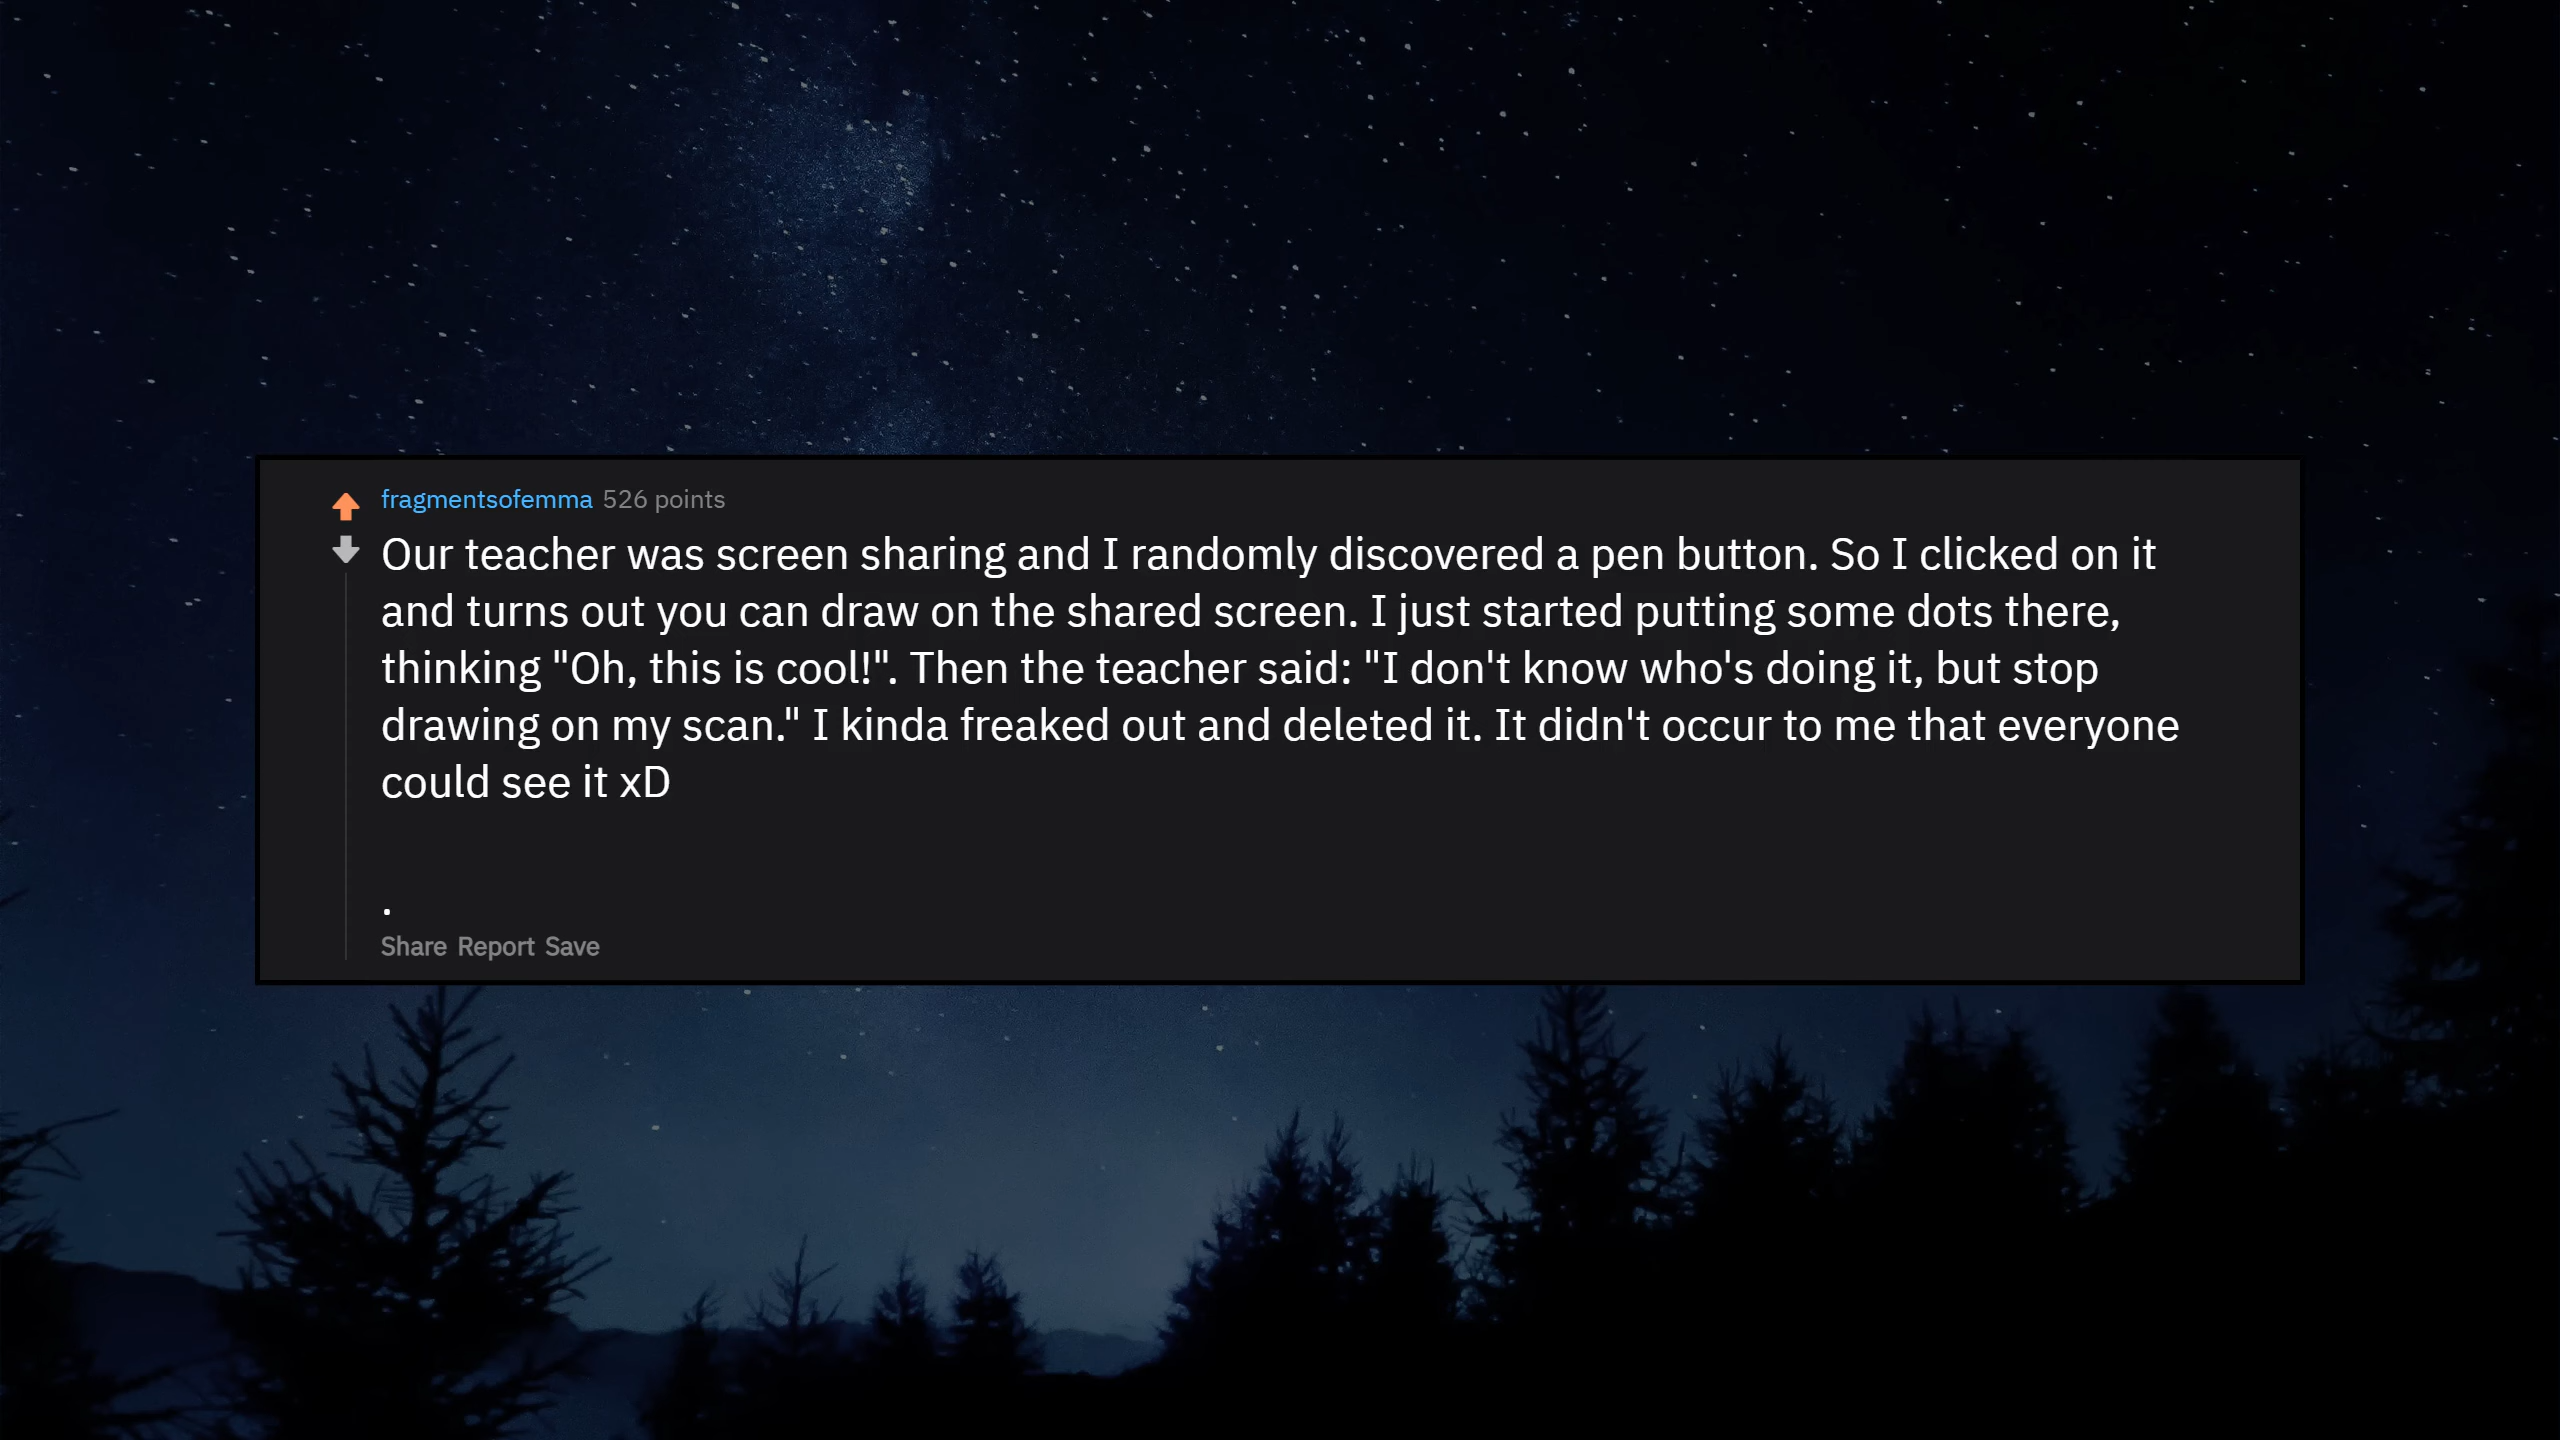 fragmentsofemma 526 points
Our teacher was screen sharing and I randomly discovered a pen button. So I clicked on it
and turns out you can draw on the shared screen. I just started putting some dots there,
thinking "Oh, this is cool!". Then the teacher said: "I don't know who's doing it, but stop
drawing on my scan." I kinda freaked out and deleted it. It didn't occur to me that everyone
could see it xD
.
Share Report Save